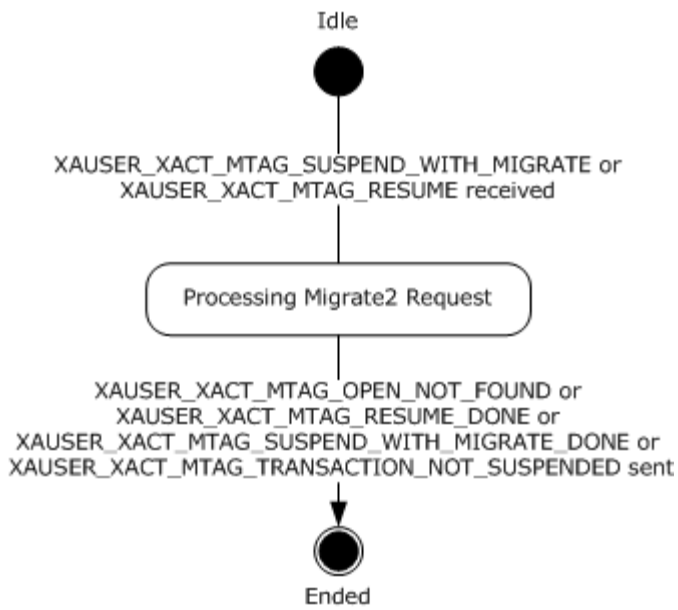 Idle
XAUSER_XACT_MTAG_SUSPEND_WITH_MIGRATE or
XAUSER_XACT_MTAG_RESUME received
Processing Migrate2 Request
XAUSER_XACT_MTAG_OPEN_NOT_FOUND or
XAUSER_XACT_MTAG_RESUME_DONE or
XAUSER_XACT_MTAG_SUSPEND_WITH_MIGRATE_DONE or
XAUSER_XACT_MTAG_TRANSACTION_NOT_SUSPENDED sent
Ended